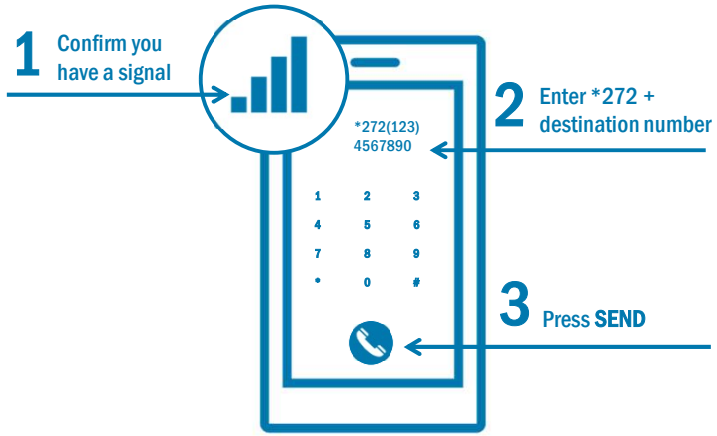 1 Confirm you
have a signal
*272(123)
4567890
2 Enter *272 +
destination number
1 2 3
4 5 6
7 8 9
* 0 #
3 Press SEND